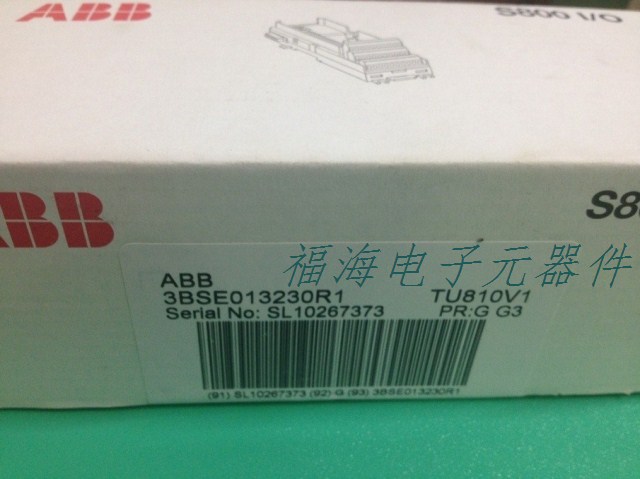 ABB
S800 I/O
ABB
S8
福海电子元器件
ABB
3BSE013230R1 TU810V1
Serial No: SL10267373 PR:G G3
(91) SL10267373 (92) G (93) 3BSE013230R1